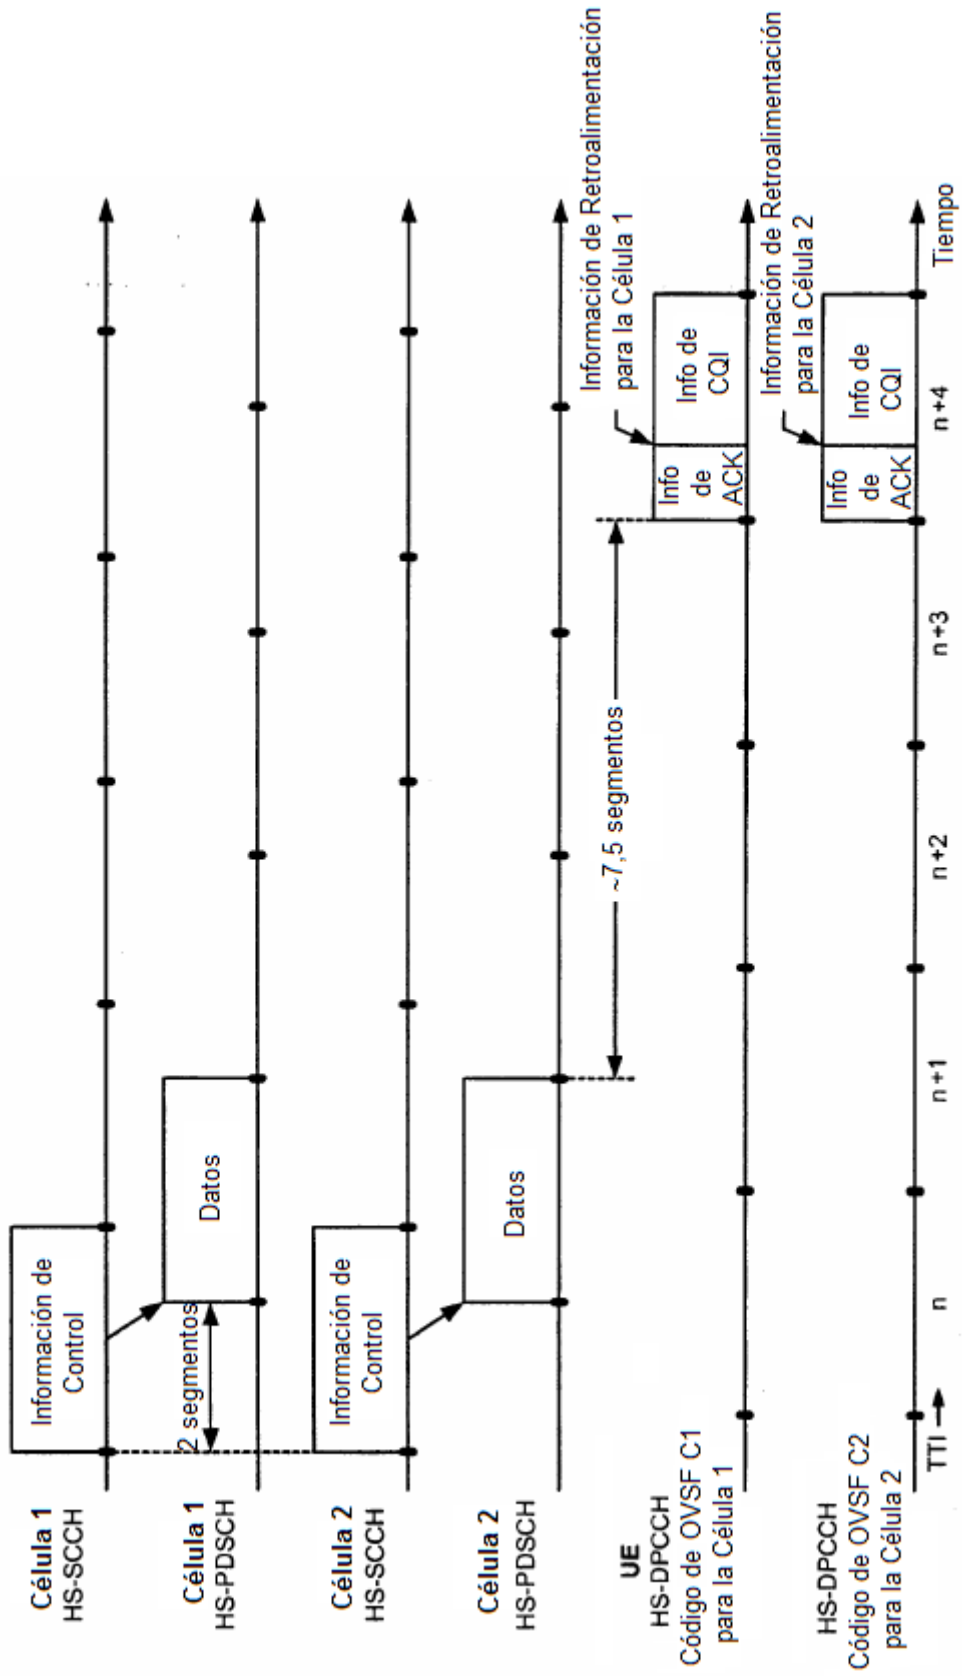 Célula 1
HS-SCCH
Información de
Control
Célula 1
HS-PDSCH
2 segmentos
Datos
Célula 2
HS-SCCH
Información de
Control
Célula 2
HS-PDSCH
Datos
~7,5 segmentos
Información de Retroalimentación
para la Célula 1
UE
HS-DPCCH
Código de OVSF C1
para la Célula 1
Info
de
ACK
Info de
CQI
Información de Retroalimentación
para la Célula 2
HS-DPCCH
Código de OVSF C2
para la Célula 2
Info
de
ACK
Info de
CQI
TTI
n
n+1
n+2
n+3
n+4
Tiempo